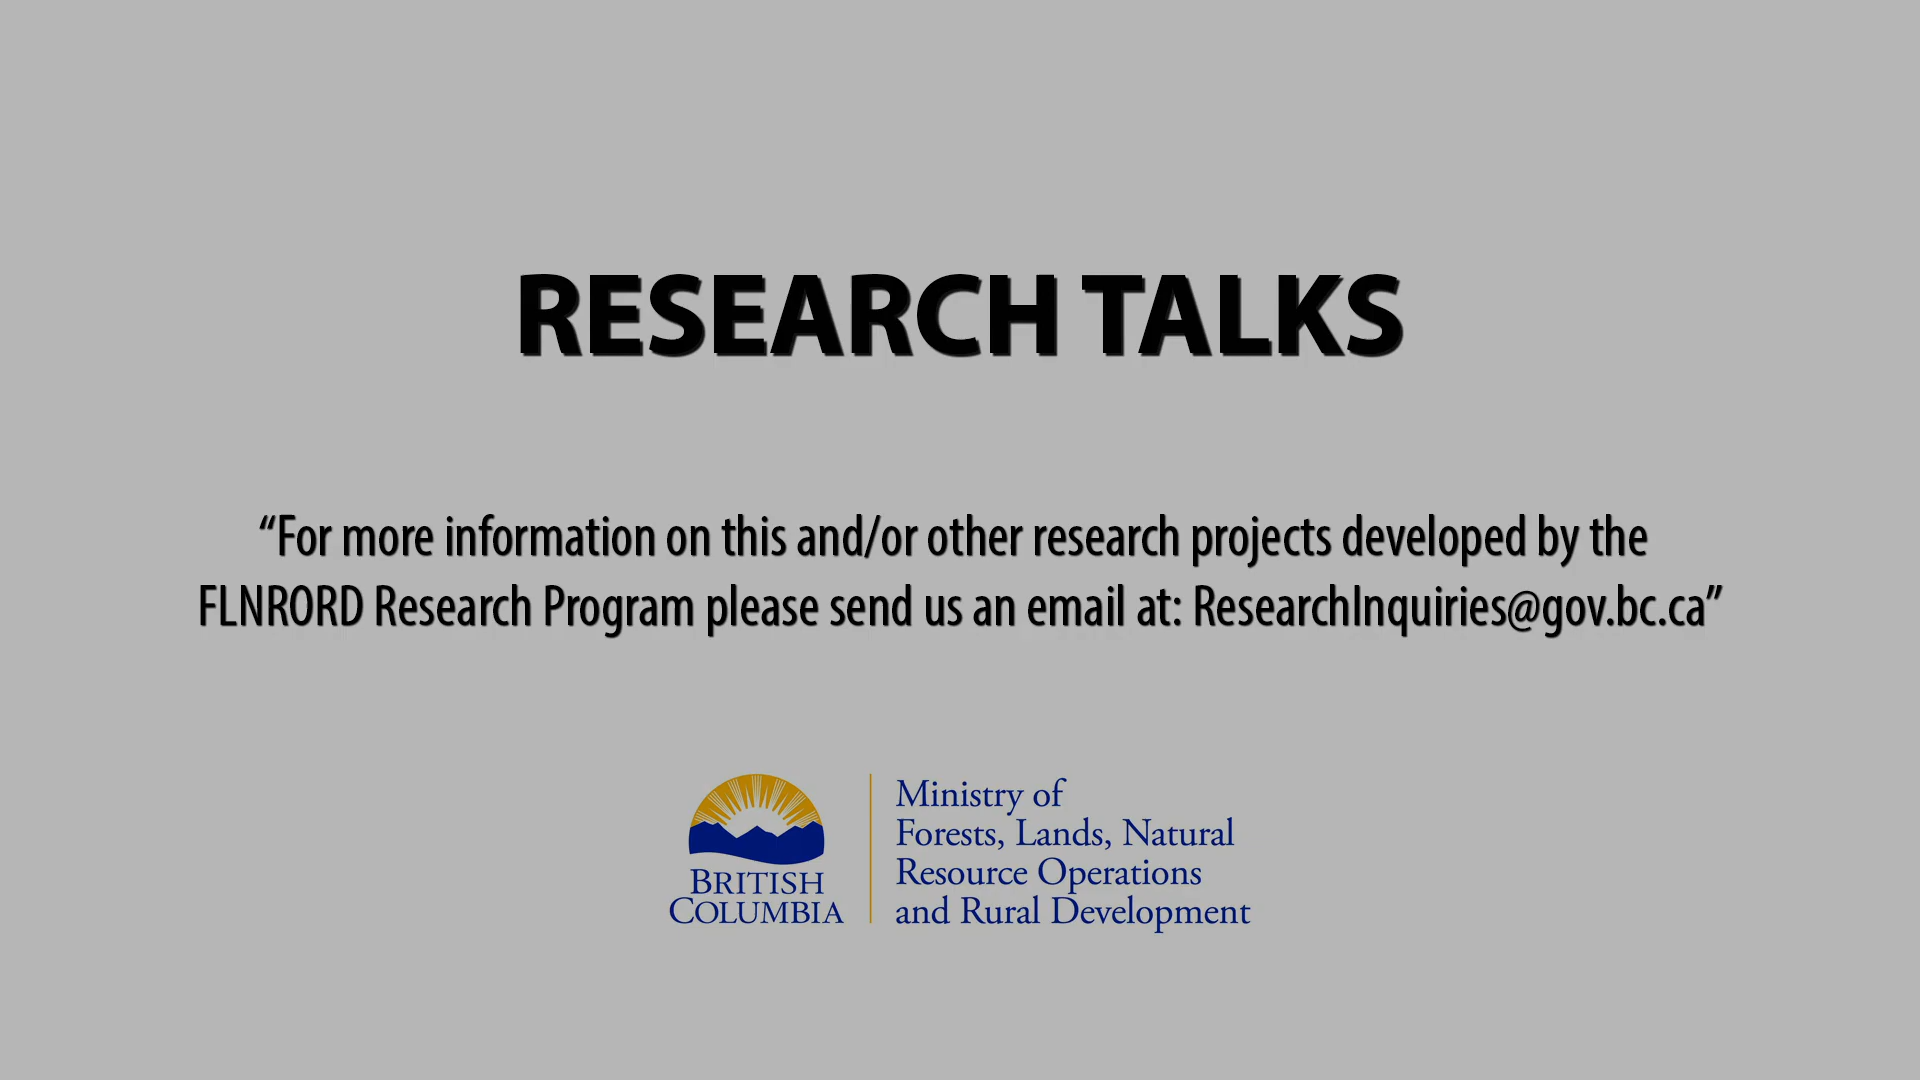 RESEARCH TALKS
“For more information on this and/or other research projects developed by the
FLNRORD Research Program please send us an email at: ResearchInquiries@gov.bc.ca”
BRITISH
COLUMBIA
Ministry of
Forests, Lands, Natural
Resource Operations
and Rural Development